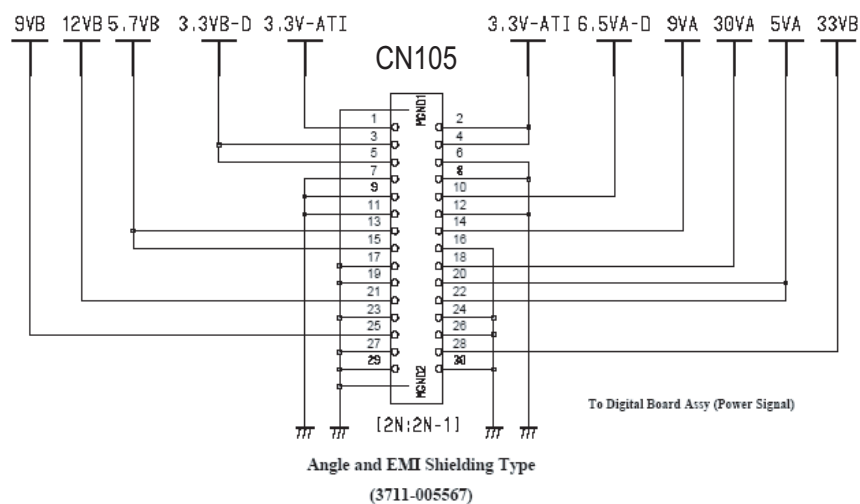 9VB 12VB 5.7VB 3.3VB-D 3.3V-ATI 3.3V-ATI 6.5VA-D 9VA 30VA 5VA 33VB
CN105
MGND1
1 2
3 4
5 6
7 8
9 10
11 12
13 14
15 16
17 18
19 20
21 22
23 24
25 26
27 28
29 30
MGND2
To Digital Board Assy (Power Signal)
[2N:2N-1]
Angle and EMI Shielding Type
(3711-005567)